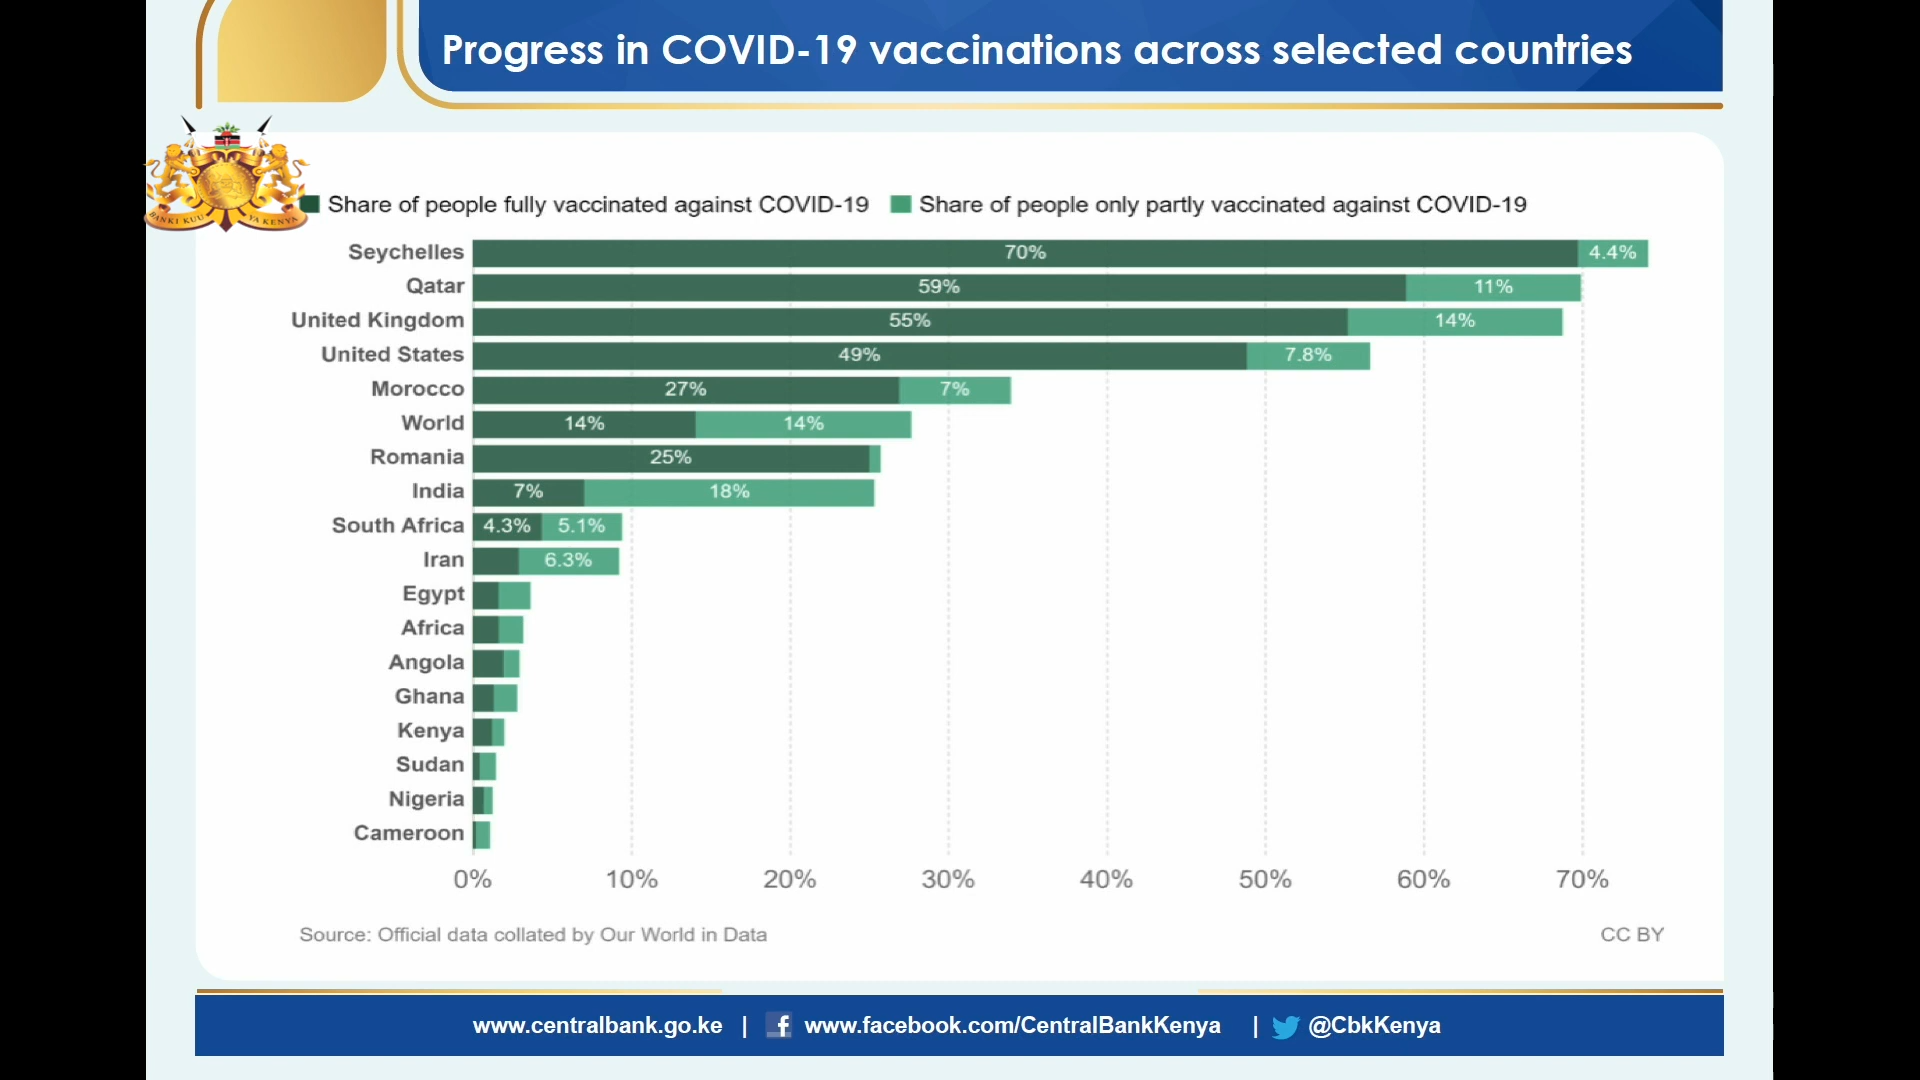 Progress in COVID-19 vaccinations across selected countries
BANKI KUU YA KENYA
Share of people fully vaccinated against COVID-19 Share of people only partly vaccinated against COVID-19
Seychelles 70% 4.4%
Qatar 59% 11%
United Kingdom 55% 14%
United States 49% 7.8%
Morocco 27% 7%
World 14% 14%
Romania 25%
India 7% 18%
South Africa 4.3% 5.1%
Iran 6.3%
Egypt
Africa
Angola
Ghana
Kenya
Sudan
Nigeria
Cameroon
0% 10% 20% 30% 40% 50% 60% 70%
Source: Official data collated by Our World in Data CC BY
www.centralbank.go.ke | f www.facebook.com/CentralBankKenya | @CbkKenya